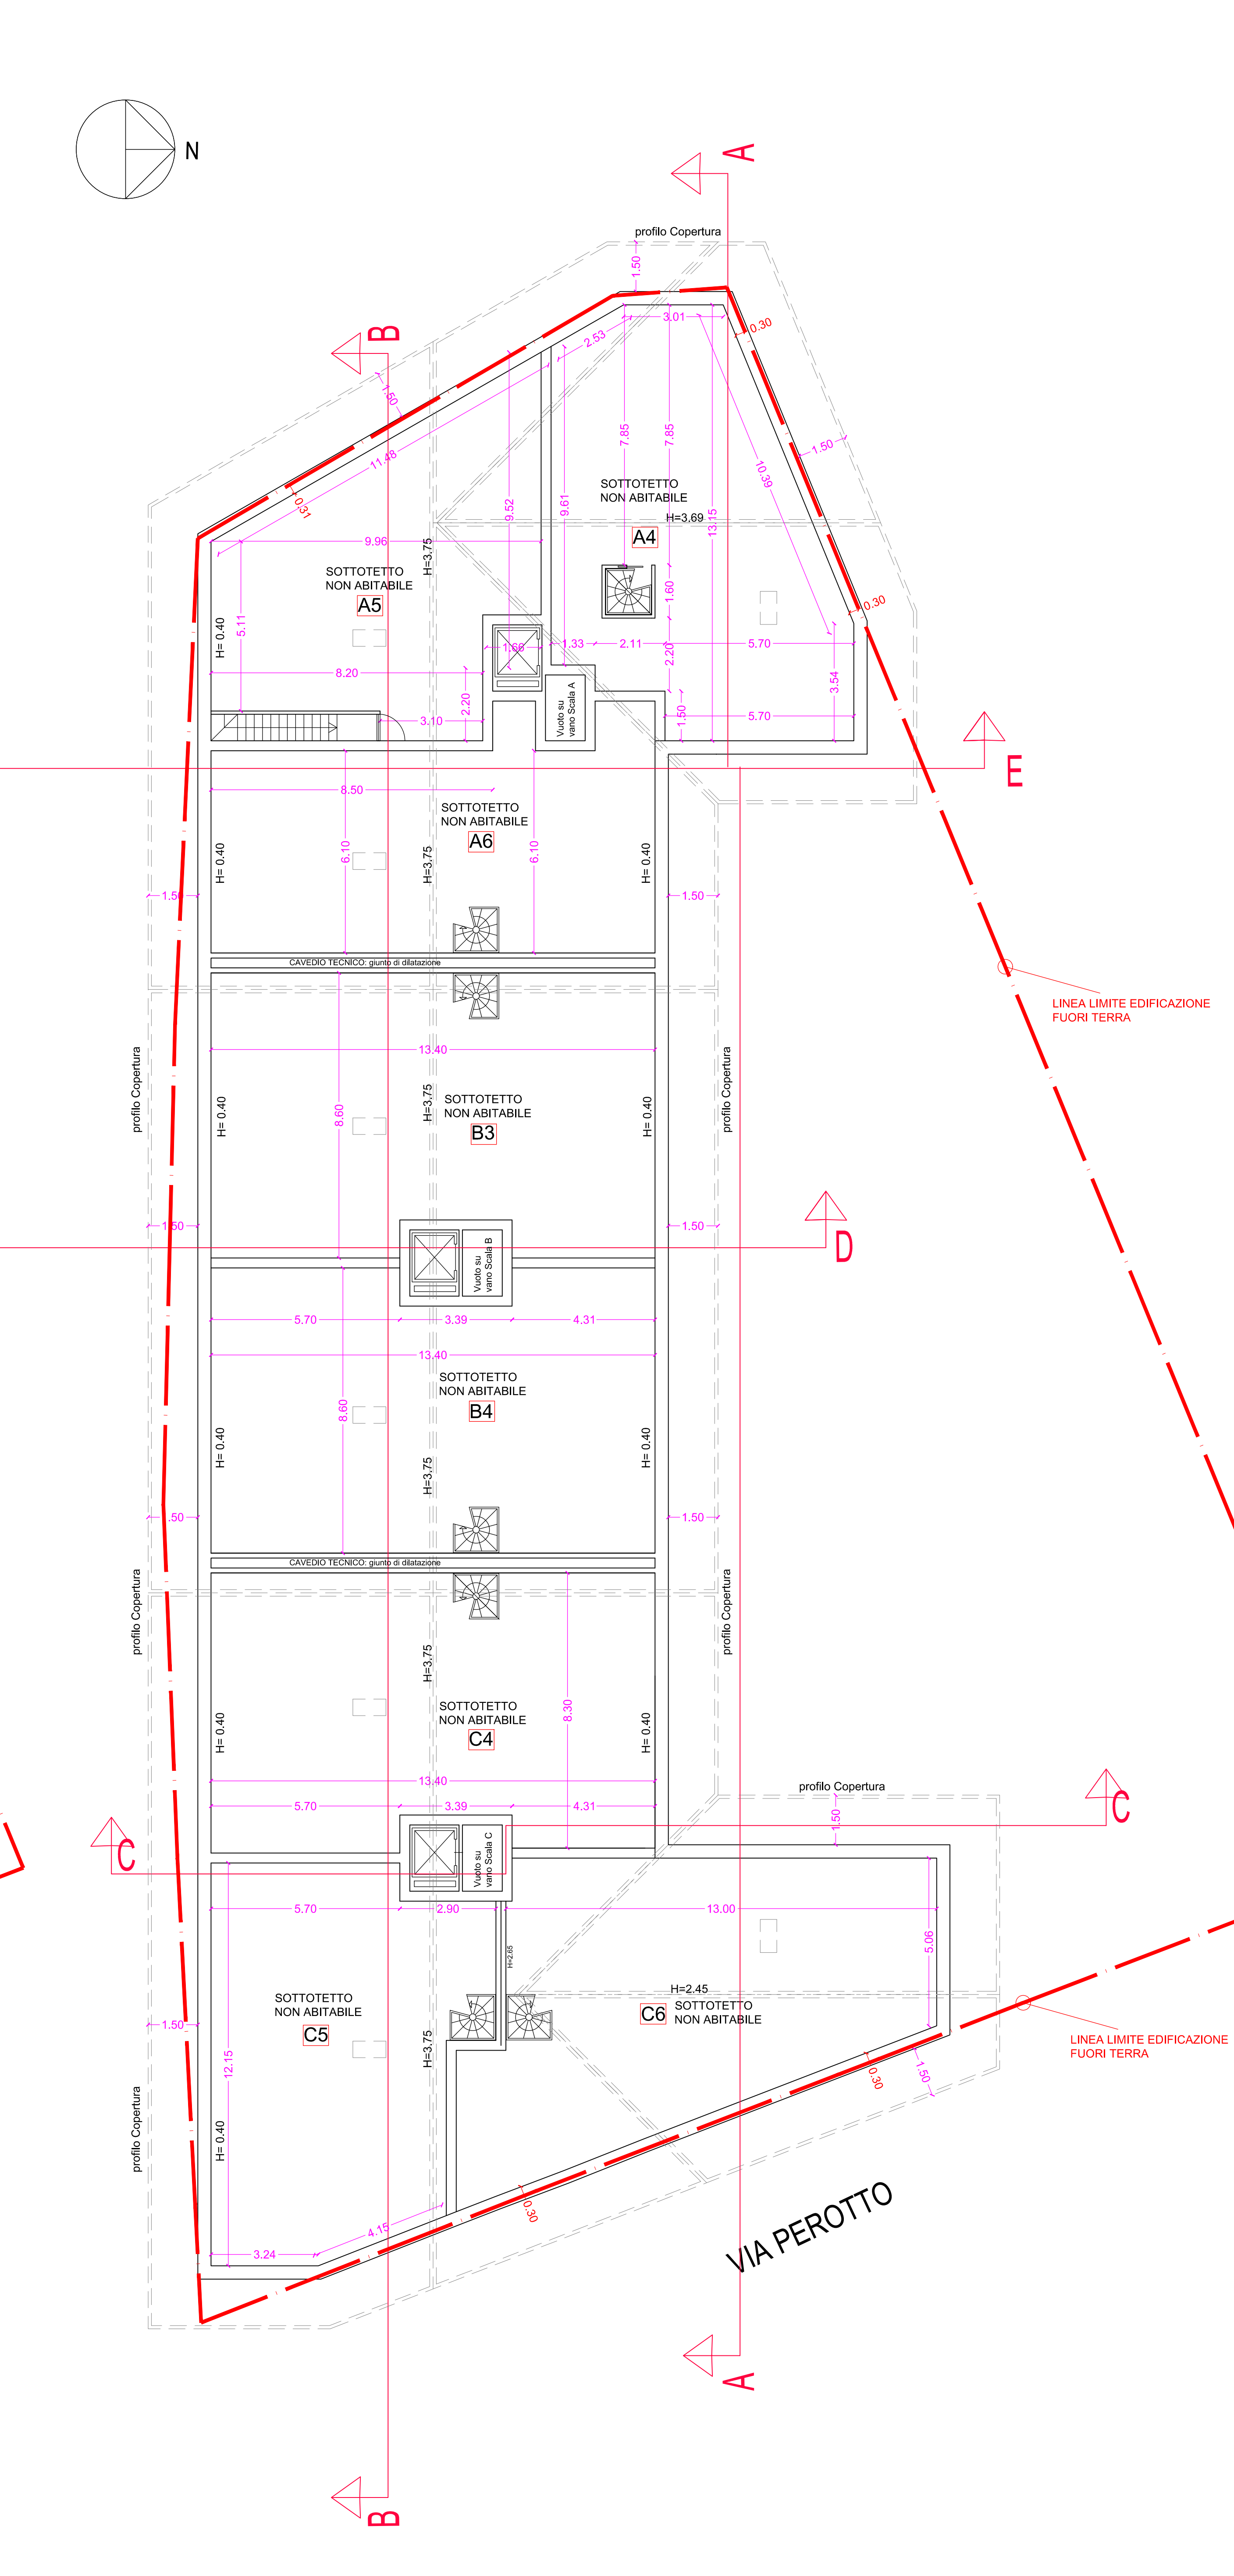 N
A
profilo Copertura
1.50
B
3.01
0.30
2.53
1.50
11.48
7.85
7.85
1.50
10.39
0.31
9.52
9.61
SOTTOTETTO
NON ABITABILE
H=3.69
13.15
A4
9.96
H=3.75
SOTTOTETTO
NON ABITABILE
A5
1.60
0.30
5.11
H= 0.40
1.66
1.33
2.11
5.70
2.20
8.20
3.54
2.20
3.10
Vuoto su
vano Scala A
1.50
5.70
E
8.50
SOTTOTETTO
NON ABITABILE
A6
6.10
6.10
H= 0.40
H=3.75
H= 0.40
1.50
1.50
CAVEDIO TECNICO: giunto di dilatazione
LINEA LIMITE EDIFICAZIONE
FUORI TERRA
13.40
profilo Copertura
profilo Copertura
8.60
H= 0.40
H=3.75
SOTTOTETTO
NON ABITABILE
B3
H= 0.40
1.50
1.50
D
Vuoto su
vano Scala B
5.70
3.39
4.31
13.40
SOTTOTETTO
NON ABITABILE
B4
8.60
H= 0.40
H=3.75
H= 0.40
1.50
1.50
CAVEDIO TECNICO: giunto di dilatazione
profilo Copertura
profilo Copertura
H=3.75
8.30
SOTTOTETTO
NON ABITABILE
C4
H= 0.40
H= 0.40
13.40
profilo Copertura
5.70
3.39
4.31
1.50
C
C
Vuoto su
vano Scala C
5.70
2.90
13.00
5.06
H=2.65
H=2.45
SOTTOTETTO
NON ABITABILE
C5
C6
SOTTOTETTO
NON ABITABILE
1.50
H=3.75
12.15
LINEA LIMITE EDIFICAZIONE
FUORI TERRA
0.30
1.50
profilo Copertura
H= 0.40
0.30
4.15
3.24
VIA PEROTTO
A
B